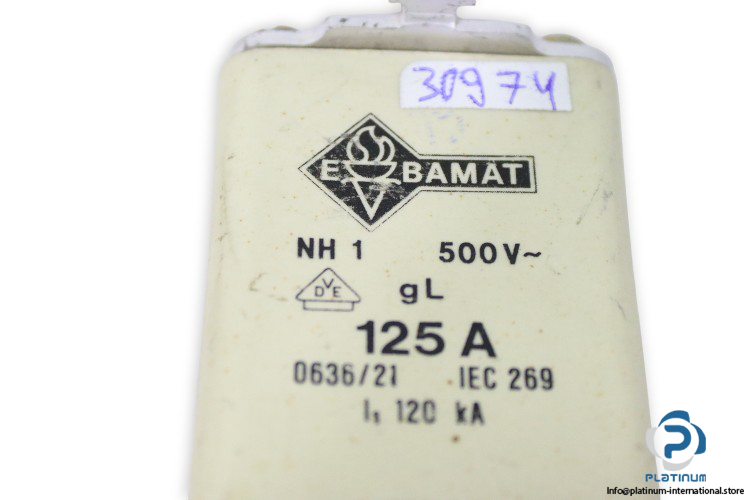 30974
E BAMAT
NH 1 500 V~
DVE gL
125 A
0636/21 IEC 269
I₁ 120 kA
PLATINUM
Info@platinum-international.store